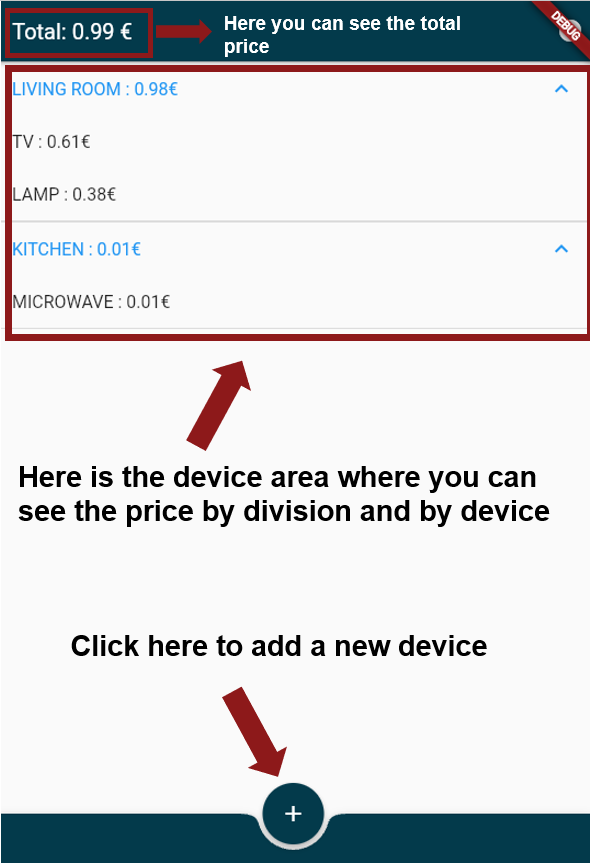 Total: 0.99 €
Here you can see the total
price
DEBUG
LIVING ROOM : 0.98€
TV : 0.61€
LAMP : 0.38€
KITCHEN : 0.01€
MICROWAVE : 0.01€
Here is the device area where you can
see the price by division and by device
Click here to add a new device
+